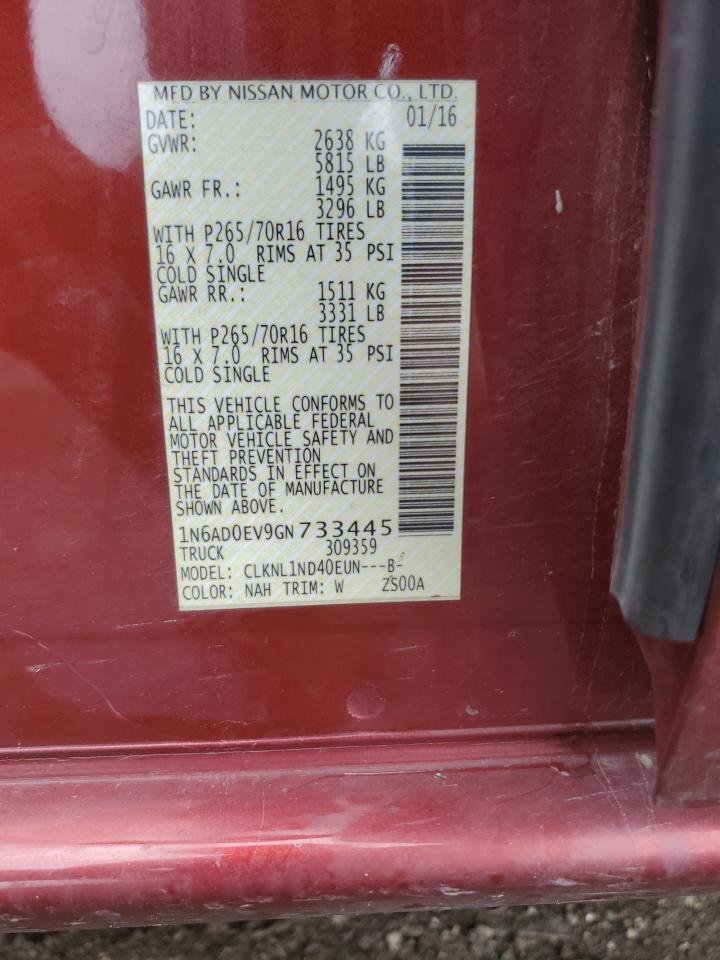 MFD BY NISSAN MOTOR CO., LTD.
DATE: 01/16
GVWR: 2638 KG
5815 LB
GAWR FR.: 1495 KG
3296 LB
WITH P265/70R16 TIRES
16 X 7.0 RIMS AT 35 PSI
COLD SINGLE
GAWR RR.: 1511 KG
3331 LB
WITH P265/70R16 TIRES
16 X 7.0 RIMS AT 35 PSI
COLD SINGLE
THIS VEHICLE CONFORMS TO
ALL APPLICABLE FEDERAL
MOTOR VEHICLE SAFETY AND
THEFT PREVENTION
STANDARDS IN EFFECT ON
THE DATE OF MANUFACTURE
SHOWN ABOVE.
1N6AD0EV9GN733445
TRUCK 309359
MODEL: CLKNL1ND40EUN---B-
COLOR: NAH TRIM: W ZS00A